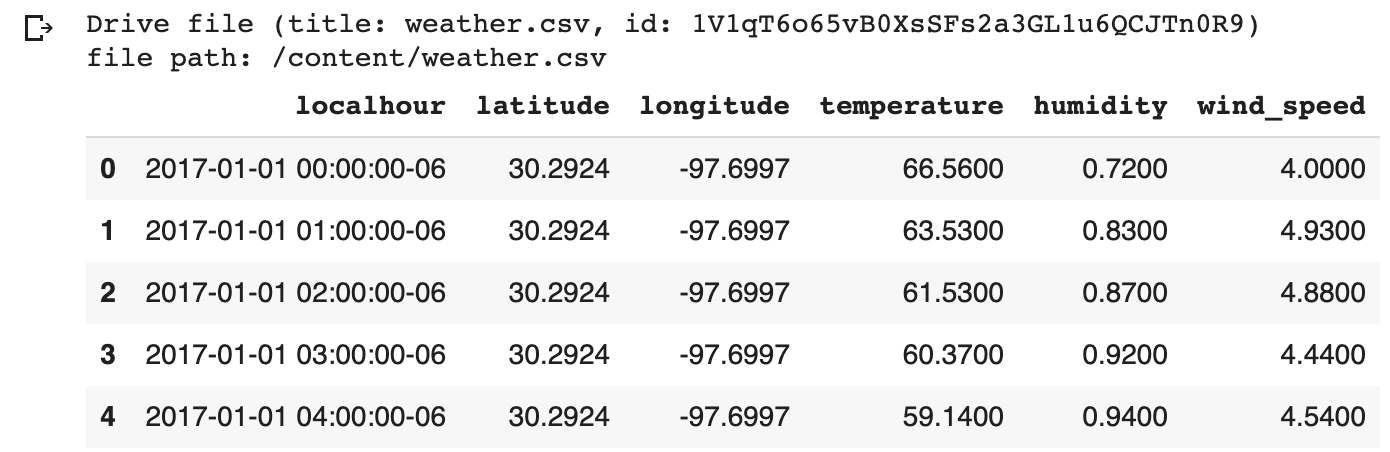 Drive file (title: weather.csv, id: 1V1qT6o65vB0XsSFs2a3GL1u6QCJTn0R9)
file path: /content/weather.csv
localhour latitude longitude temperature humidity wind_speed
0 2017-01-01 00:00:00-06 30.2924 -97.6997 66.5600 0.7200 4.0000
1 2017-01-01 01:00:00-06 30.2924 -97.6997 63.5300 0.8300 4.9300
2 2017-01-01 02:00:00-06 30.2924 -97.6997 61.5300 0.8700 4.8800
3 2017-01-01 03:00:00-06 30.2924 -97.6997 60.3700 0.9200 4.4400
4 2017-01-01 04:00:00-06 30.2924 -97.6997 59.1400 0.9400 4.5400